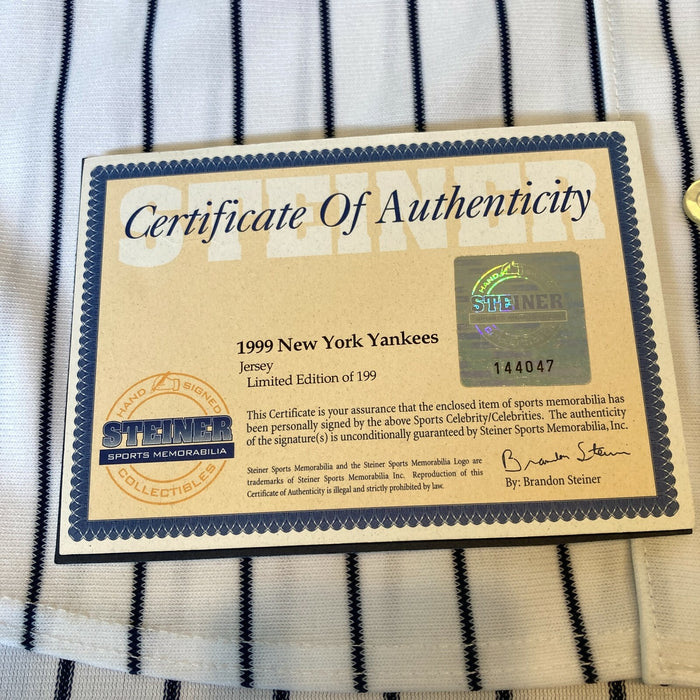 STEINER
Certificate Of Authenticity
HAND
STEINER
144047
1999 New York Yankees
Jersey
Limited Edition of 199
HAND SIGNED
STEINER
SPORTS MEMORABILIA
COLLECTIBLES
This Certificate is your assurance that the enclosed item of sports memorabilia has
been personally signed by the above Sports Celebrity/Celebrities. The authenticity
of the signature(s) is unconditionally guaranteed by Steiner Sports Memorabilia, Inc.
Steiner Sports Memorabilia and the Steiner Sports Memorabilia Logo are
trademarks of Steiner Sports Memorabilia Inc. Reproduction of this
Certificate of Authenticity is illegal and strictly prohibited by law.
Brandon Steiner
By: Brandon Steiner